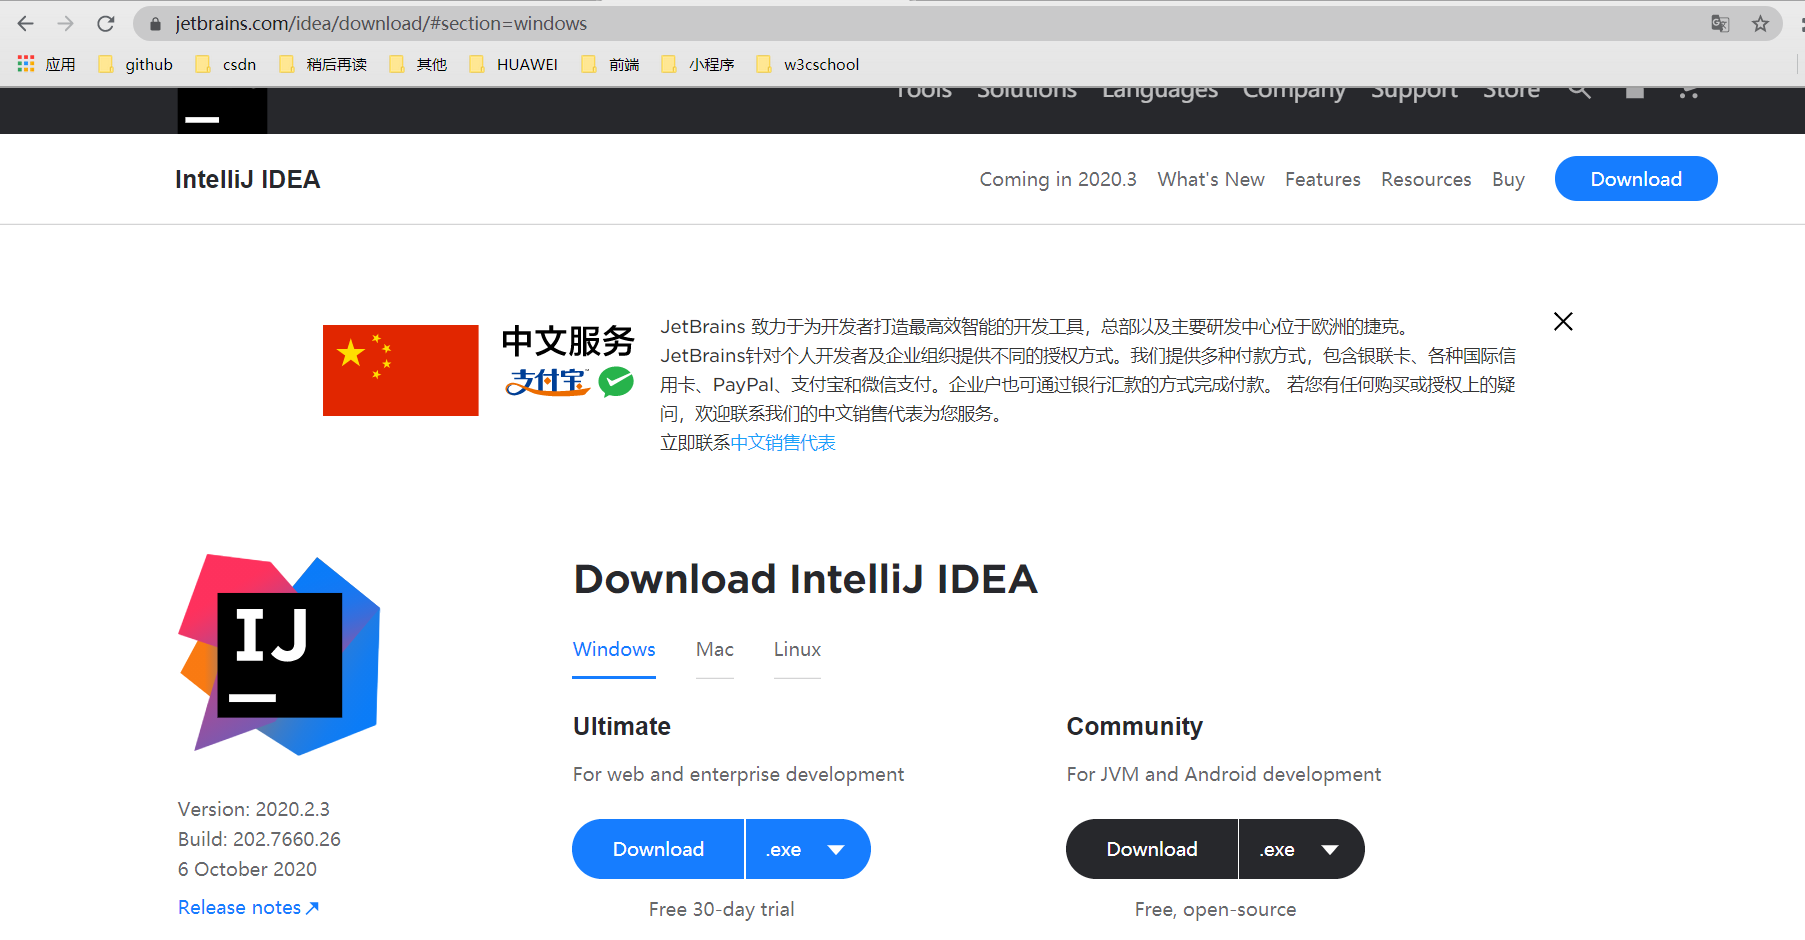 jetbrains.com/idea/download/#section=windows
应用 github csdn 稍后再读 其他 HUAWEI 前端 小程序 w3cschool
Tools Solutions Languages Company Support Store
IntelliJ IDEA Coming in 2020.3 What's New Features Resources Buy Download
中文服务
支付宝
JetBrains 致力于为开发者打造最高效智能的开发工具，总部以及主要研发中心位于欧洲的捷克。
JetBrains针对个人开发者及企业组织提供不同的授权方式。我们提供多种付款方式，包含银联卡、各种国际信
用卡、PayPal、支付宝和微信支付。企业户也可通过银行汇款的方式完成付款。 若您有任何购买或授权上的疑
问，欢迎联系我们的中文销售代表为您服务。
立即联系中文销售代表
IJ
Download IntelliJ IDEA
Windows Mac Linux
Ultimate Community
For web and enterprise development For JVM and Android development
Version: 2020.2.3
Build: 202.7660.26
6 October 2020
Release notes
Download .exe Download .exe
Free 30-day trial Free, open-source